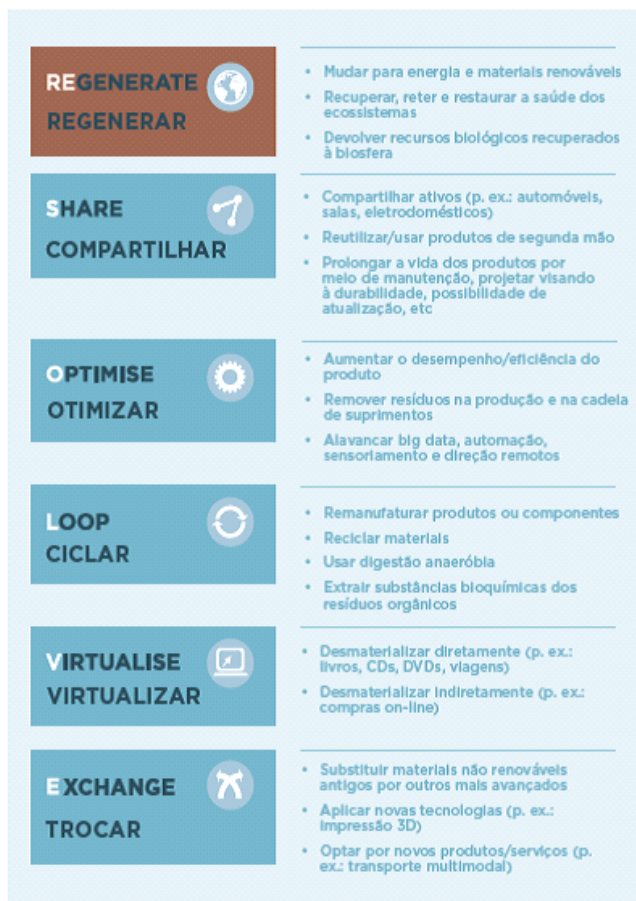 REGENERATE
REGENERAR
• Mudar para energia e materiais renováveis
• Recuperar, reter e restaurar a saúde dos
ecossistemas
• Devolver recursos biológicos recuperados
à biosfera
SHARE
COMPARTILHAR
• Compartilhar ativos (p. ex.: automóveis,
salas, eletrodomésticos)
• Reutilizar/usar produtos de segunda mão
• Prolongar a vida dos produtos por
meio de manutenção, projetar visando
à durabilidade, possibilidade de
atualização, etc
OPTIMISE
OTIMIZAR
• Aumentar o desempenho/eficiência do
produto
• Remover resíduos na produção e na cadeia
de suprimentos
• Alavancar big data, automação,
sensoriamento e direção remotos
LOOP
CICLAR
• Remanufaturar produtos ou componentes
• Reciclar materiais
• Usar digestão anaeróbia
• Extrair substâncias bioquímicas dos
resíduos orgânicos
VIRTUALISE
VIRTUALIZAR
• Desmaterializar diretamente (p. ex.:
livros, CDs, DVDs, viagens)
• Desmaterializar indiretamente (p. ex.:
compras on-line)
EXCHANGE
TROCAR
• Substituir materiais não renováveis
antigos por outros mais avançados
• Aplicar novas tecnologias (p. ex.:
impressão 3D)
• Optar por novos produtos/serviços (p.
ex.: transporte multimodal)